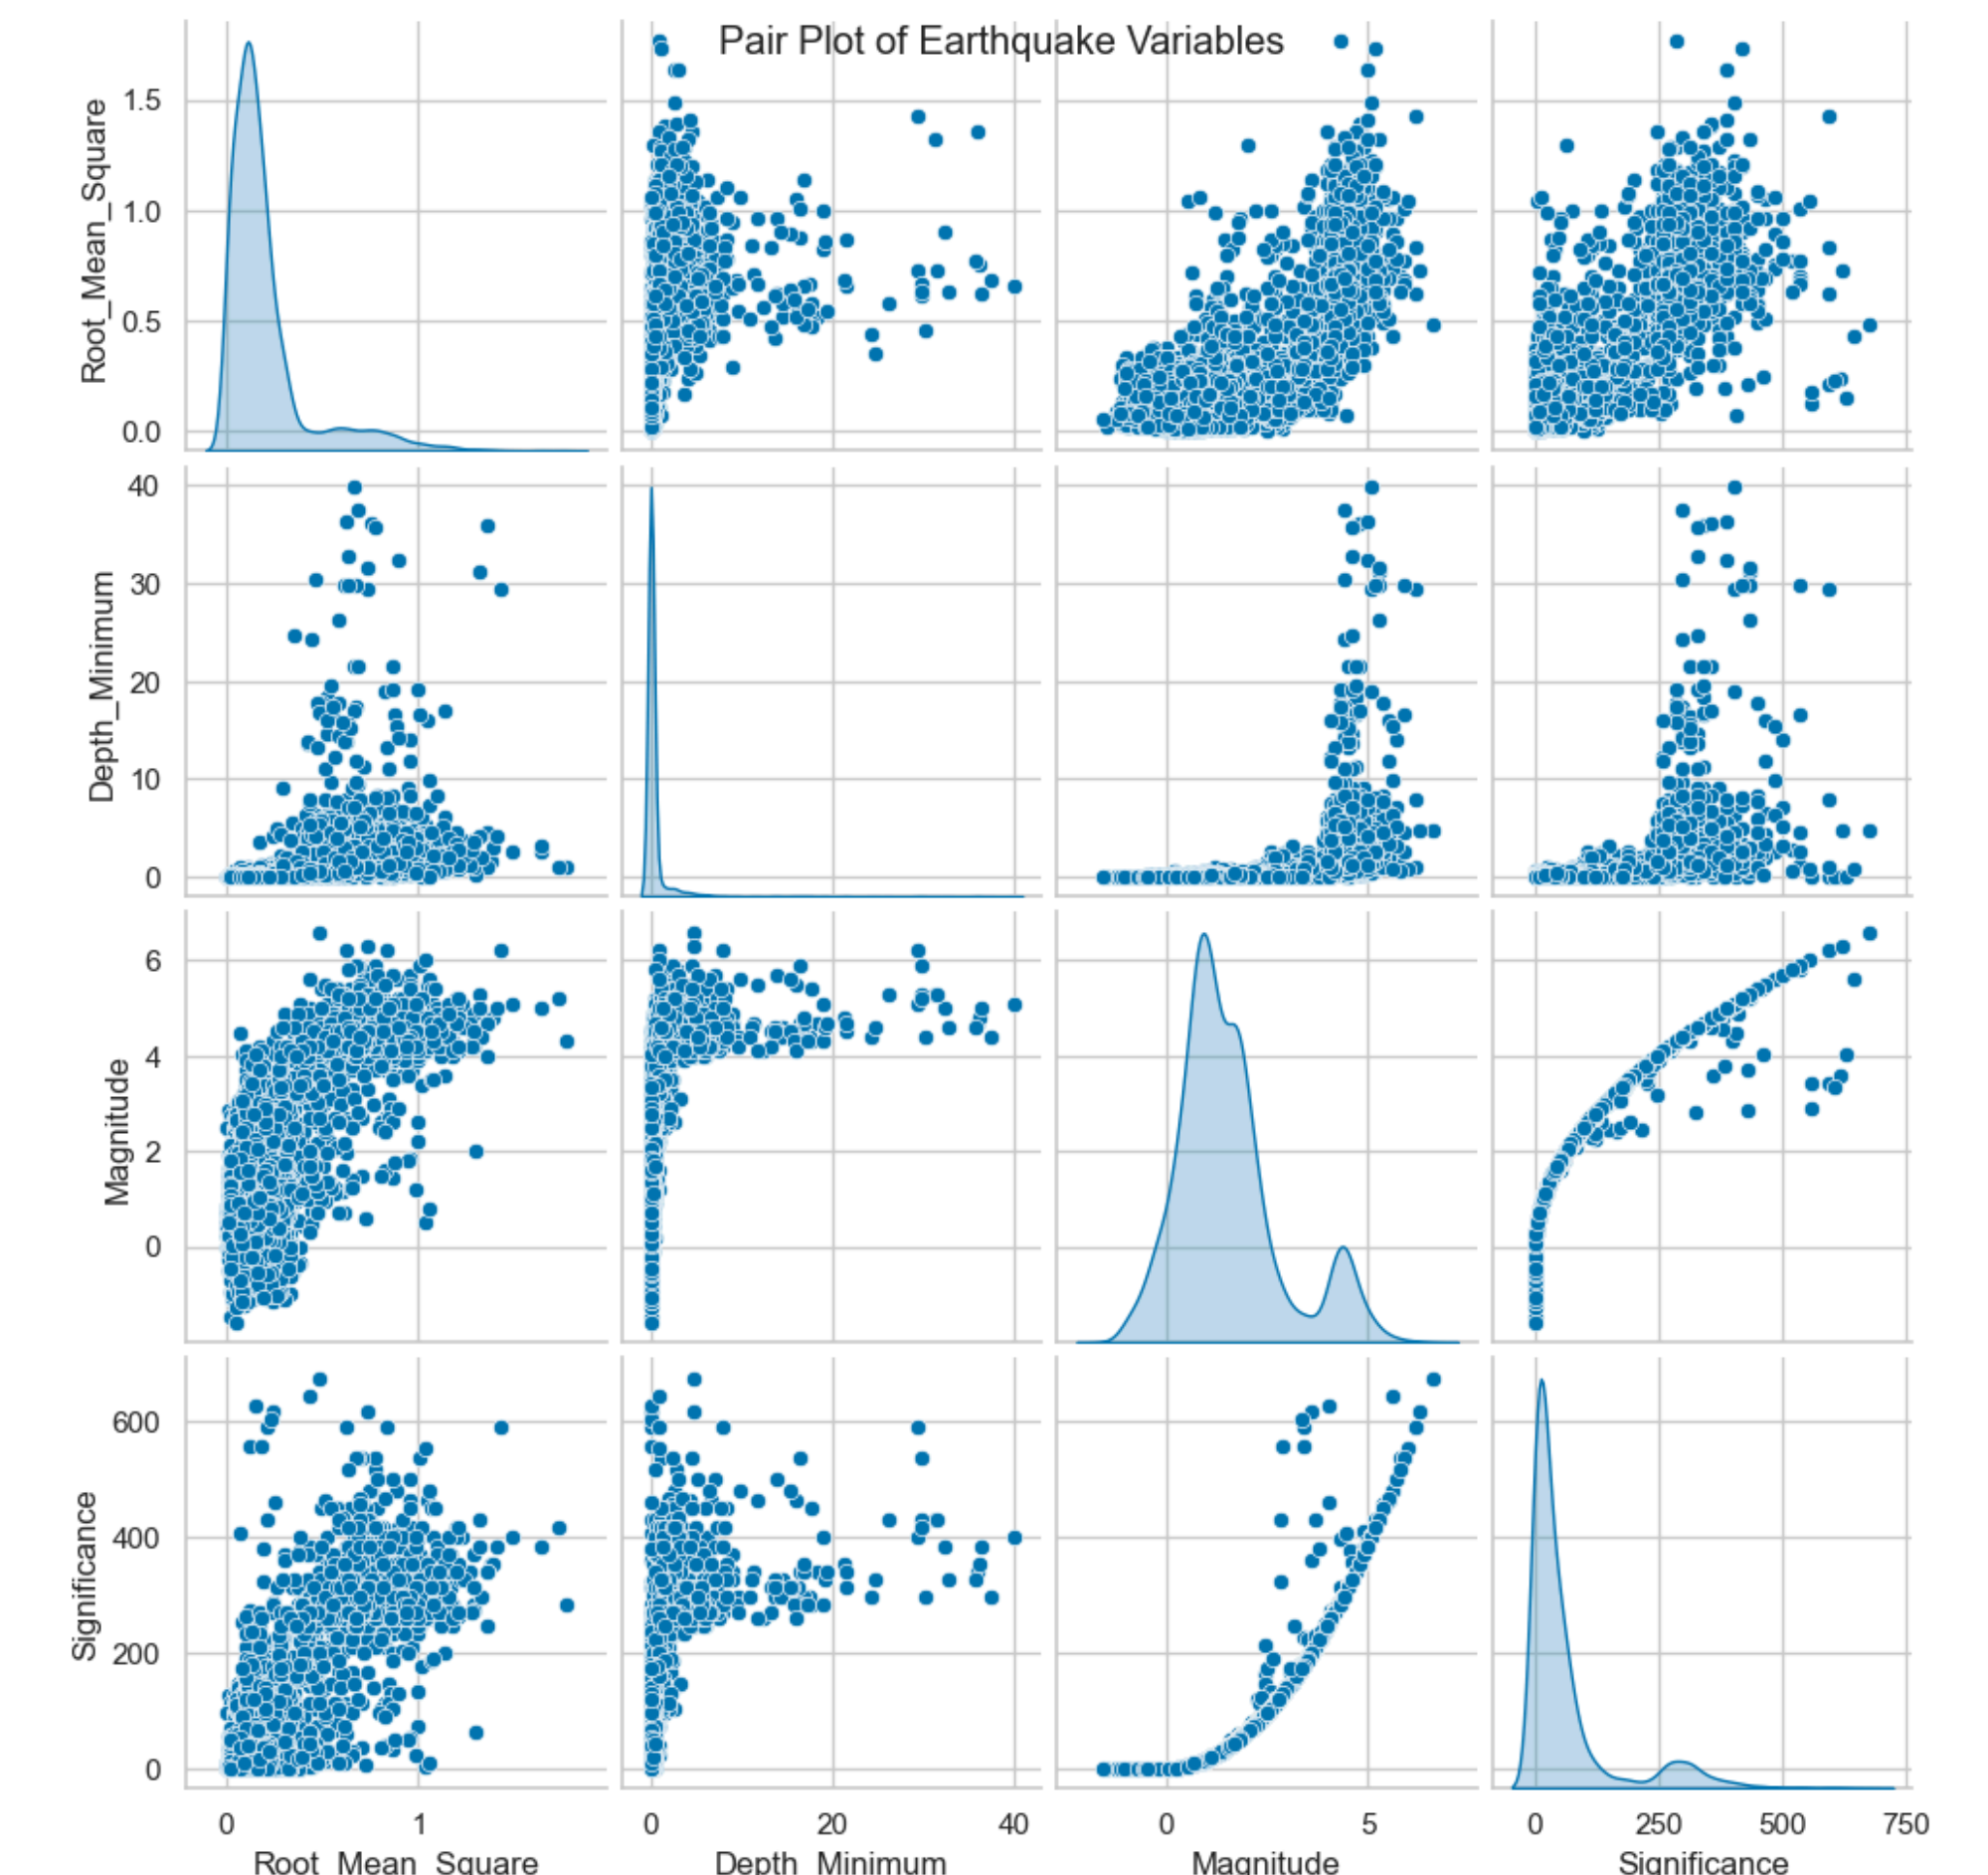 Pair Plot of Earthquake Variables
Root_Mean_Square
1.5
1.0
0.5
0.0
Depth_Minimum
40
30
20
10
0
Magnitude
6
4
2
0
Significance
600
400
200
0
0 1
0 20 40
0 5
0 250 500 750
Root_Mean_Square
Depth_Minimum
Magnitude
Significance